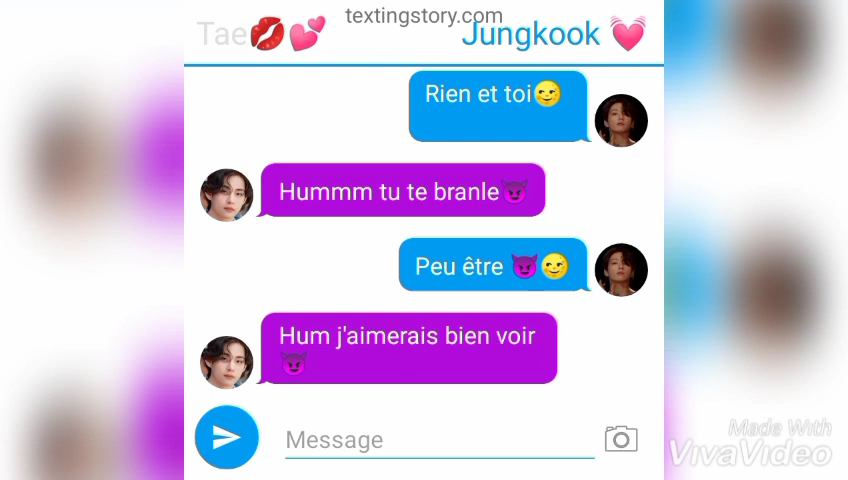 textingstory.com
Tae💋💕 Jungkook 💓
Rien et toi😏
Hummm tu te branle😈
Peu être 😈😏
Hum j'aimerais bien voir
😈
Message
Made With
VivaVideo